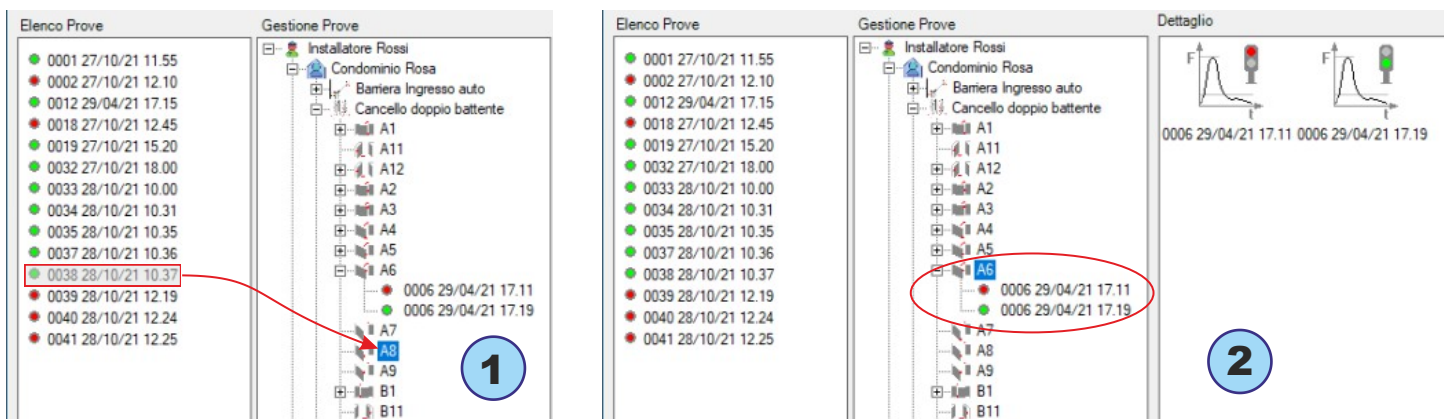 Elenco Prove
0001 27/10/21 11.55
0002 27/10/21 12.10
0012 29/04/21 17.15
0018 27/10/21 12.45
0019 27/10/21 15.20
0032 27/10/21 18.00
0033 28/10/21 10.00
0034 28/10/21 10.31
0035 28/10/21 10.35
0037 28/10/21 10.36
0038 28/10/21 10.37
0039 28/10/21 12.19
0040 28/10/21 12.24
0041 28/10/21 12.25
Gestione Prove
Installatore Rossi
Condominio Rosa
Barriera Ingresso auto
Cancello doppio battente
A1
A11
A12
A2
A3
A4
A5
A6
0006 29/04/21 17.11
0006 29/04/21 17.19
A7
A8
A9
B1
B11
1
Elenco Prove
0001 27/10/21 11.55
0002 27/10/21 12.10
0012 29/04/21 17.15
0018 27/10/21 12.45
0019 27/10/21 15.20
0032 27/10/21 18.00
0033 28/10/21 10.00
0034 28/10/21 10.31
0035 28/10/21 10.35
0037 28/10/21 10.36
0038 28/10/21 10.37
0039 28/10/21 12.19
0040 28/10/21 12.24
0041 28/10/21 12.25
Gestione Prove
Installatore Rossi
Condominio Rosa
Barriera Ingresso auto
Cancello doppio battente
A1
A11
A12
A2
A3
A4
A5
A6
0006 29/04/21 17.11
0006 29/04/21 17.19
A7
A8
A9
B1
B11
Dettaglio
F
t
F
t
0006 29/04/21 17.11 0006 29/04/21 17.19
2